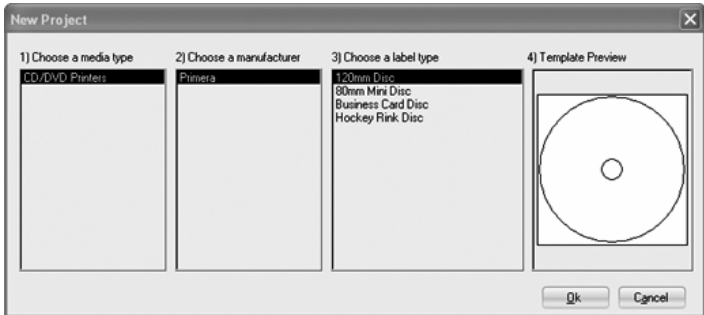 New Project
1) Choose a media type
CD/DVD Printers
2) Choose a manufacturer
Primera
3) Choose a label type
120mm Disc
80mm Mini Disc
Business Card Disc
Hockey Rink Disc
4) Template Preview
Ok
Cancel